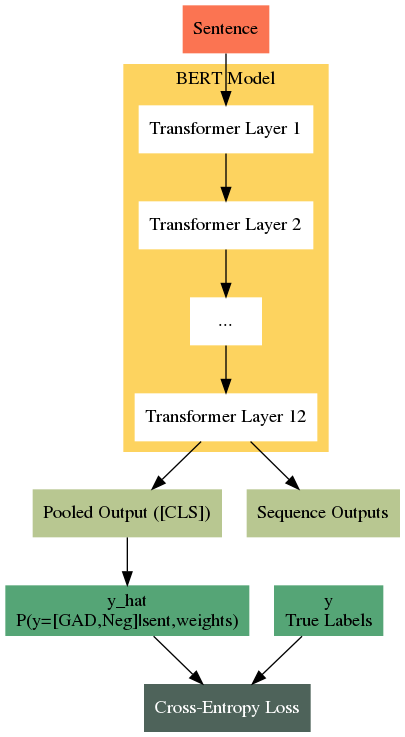 Sentence
BERT Model
Transformer Layer 1
Transformer Layer 2
...
Transformer Layer 12
Pooled Output ([CLS])
Sequence Outputs
y_hat
P(y=[GAD,Neg]|sent,weights)
y
True Labels
Cross-Entropy Loss